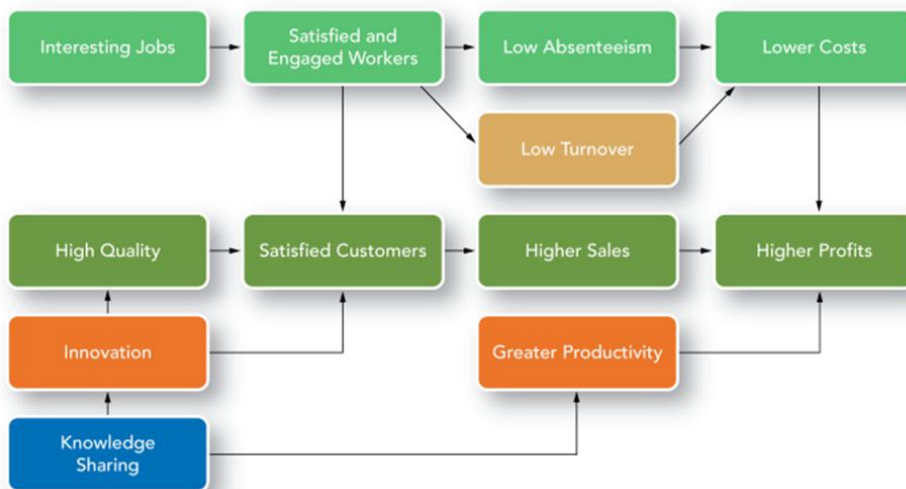 Interesting Jobs
Satisfied and
Engaged Workers
Low Absenteeism
Lower Costs
Low Turnover
High Quality
Satisfied Customers
Higher Sales
Higher Profits
Innovation
Greater Productivity
Knowledge
Sharing